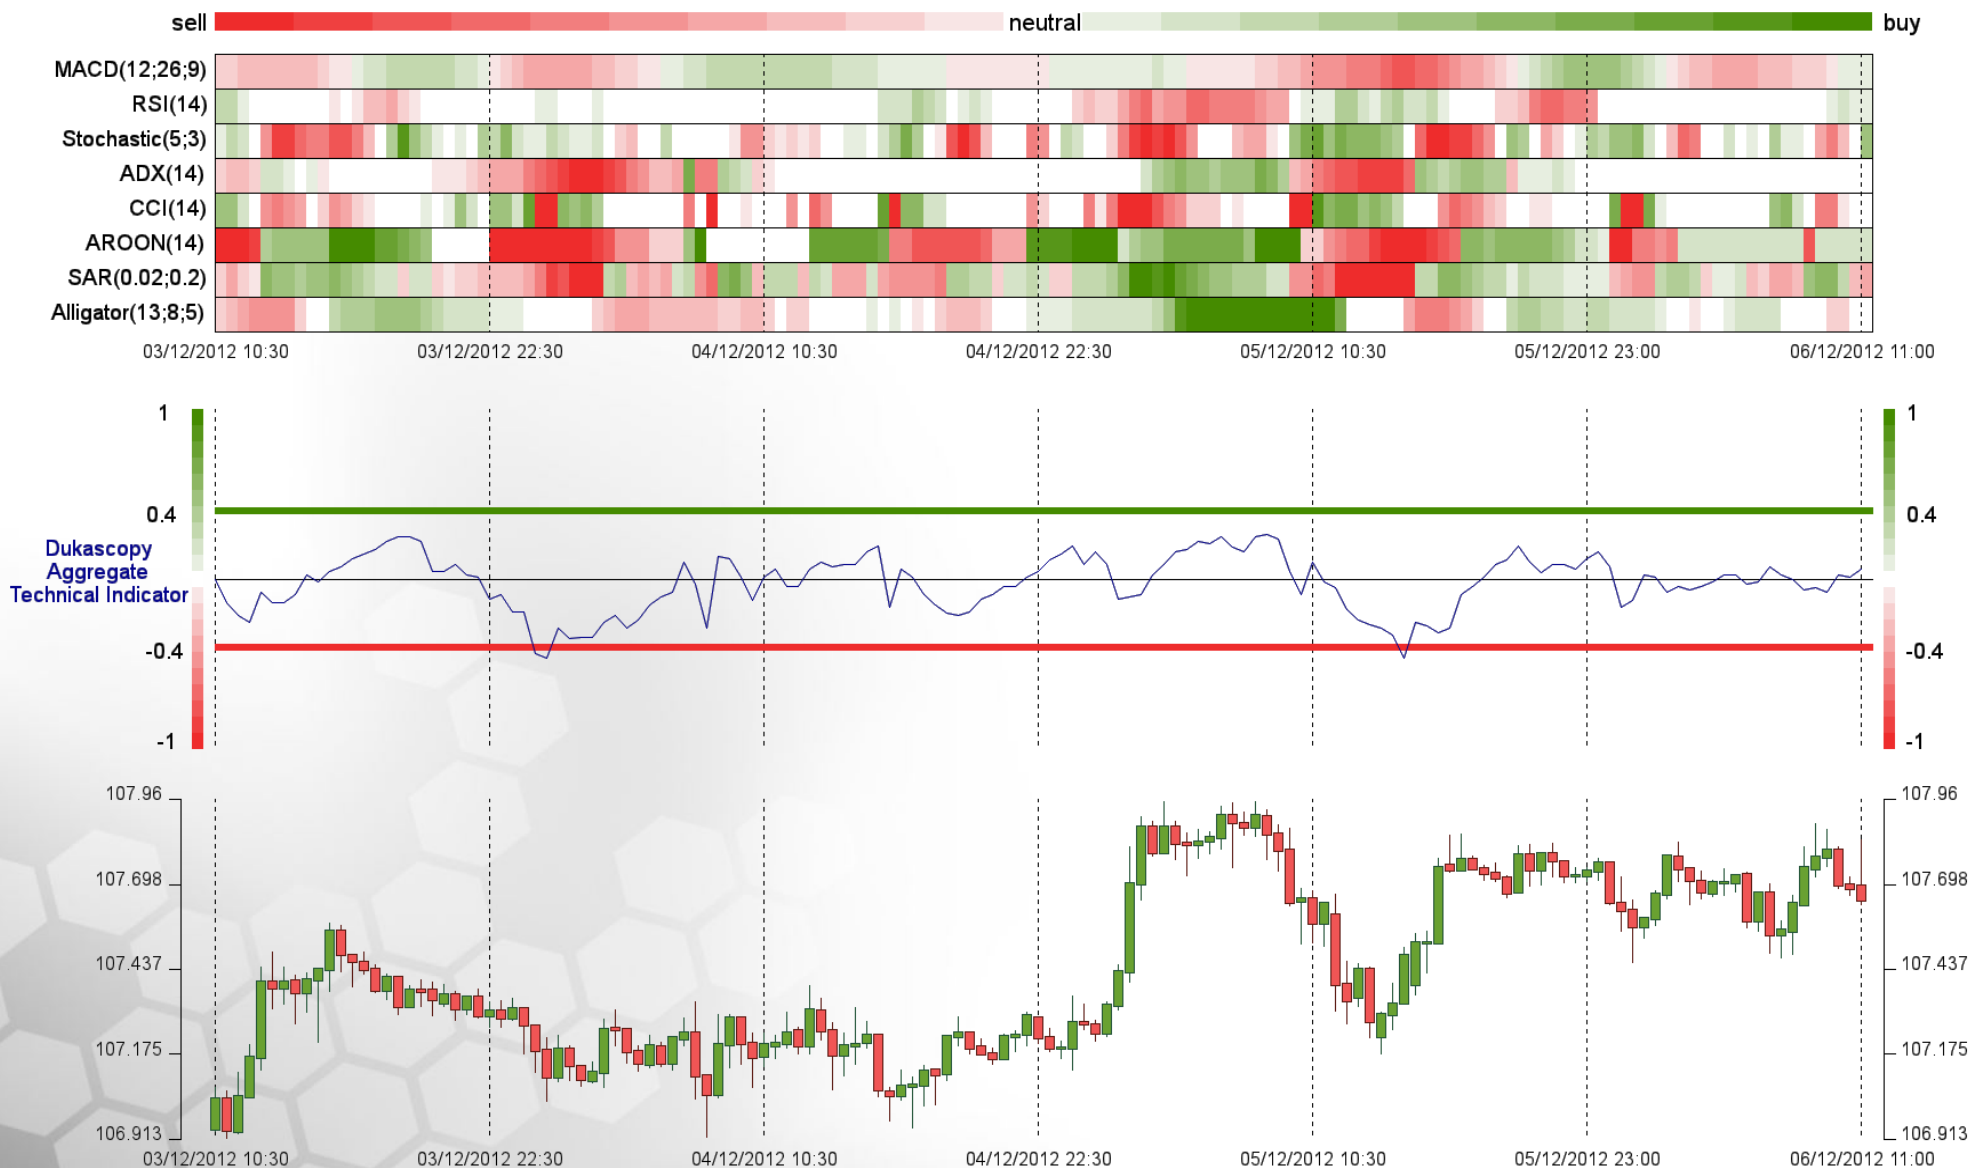 sell neutral buy
MACD(12;26;9)
RSI(14)
Stochastic(5;3)
ADX(14)
CCI(14)
AROON(14)
SAR(0.02;0.2)
Alligator(13;8;5)
03/12/2012 10:30 03/12/2012 22:30 04/12/2012 10:30 04/12/2012 22:30 05/12/2012 10:30 05/12/2012 23:00 06/12/2012 11:00
1 1
0.4 0.4
Dukascopy
Aggregate
Technical Indicator
-0.4 -0.4
-1 -1
107.96 107.96
107.698 107.698
107.437 107.437
107.175 107.175
106.913 106.913
03/12/2012 10:30 03/12/2012 22:30 04/12/2012 10:30 04/12/2012 22:30 05/12/2012 10:30 05/12/2012 23:00 06/12/2012 11:00